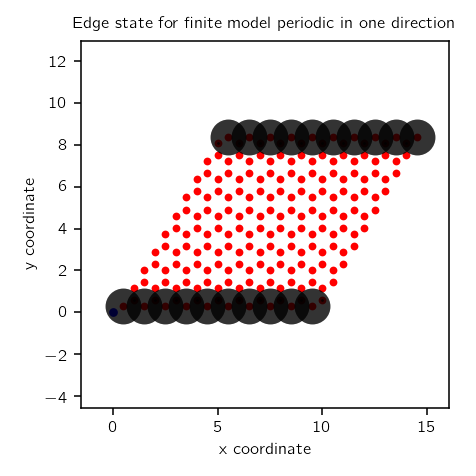 Edge state for finite model periodic in one direction
12
10
8
6
4
2
0
−2
−4
y coordinate
0 5 10 15
x coordinate